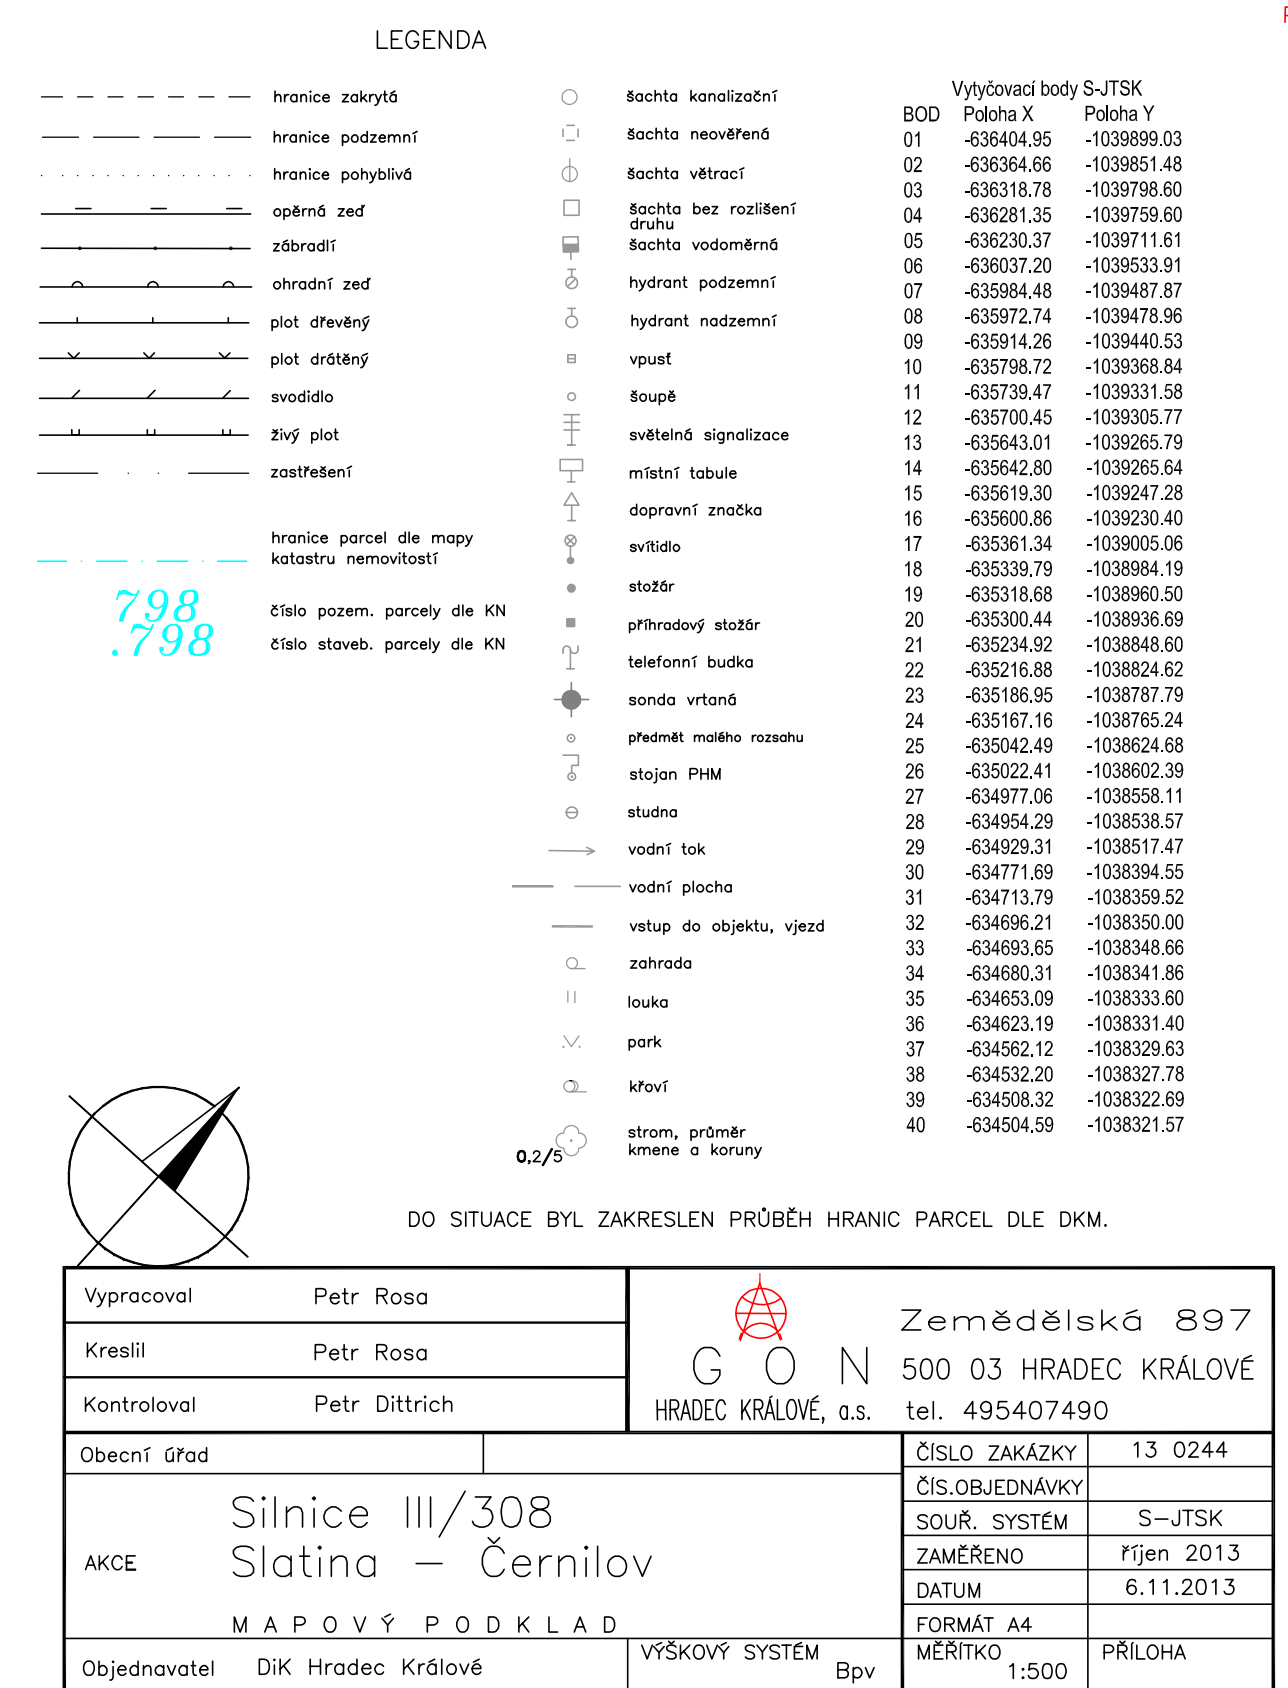 LEGENDA
hranice zakrytá
hranice podzemní
hranice pohyblivá
opěrná zeď
zábradlí
ohradní zeď
plot dřevěný
plot drátěný
svodidlo
živý plot
zastřešení
hranice parcel dle mapy
katastru nemovitostí
798
číslo pozem. parcely dle KN
.798
číslo staveb. parcely dle KN
šachta kanalizační
šachta neověřená
šachta větrací
šachta bez rozlišení
druhu
šachta vodoměrná
hydrant podzemní
hydrant nadzemní
vpusť
šoupě
světelná signalizace
místní tabule
dopravní značka
svítidlo
stožár
příhradový stožár
telefonní budka
sonda vrtaná
předmět malého rozsahu
stojan PHM
studna
vodní tok
vodní plocha
vstup do objektu, vjezd
zahrada
louka
park
křoví
strom, průměr
0,2/5 kmene a koruny
Vytyčovací body S-JTSK
BOD Poloha X Poloha Y
01 -636404.95 -1039899.03
02 -636364.66 -1039851.48
03 -636318.78 -1039798.60
04 -636281.35 -1039759.60
05 -636230.37 -1039711.61
06 -636037.20 -1039533.91
07 -635984.48 -1039487.87
08 -635972.74 -1039478.96
09 -635914.26 -1039440.53
10 -635798.72 -1039368.84
11 -635739.47 -1039331.58
12 -635700.45 -1039305.77
13 -635643.01 -1039265.79
14 -635642.80 -1039265.64
15 -635619.30 -1039247.28
16 -635600.86 -1039230.40
17 -635361.34 -1039005.06
18 -635339.79 -1038984.19
19 -635318.68 -1038960.50
20 -635300.44 -1038936.69
21 -635234.92 -1038848.60
22 -635216.88 -1038824.62
23 -635186.95 -1038787.79
24 -635167.16 -1038765.24
25 -635042.49 -1038624.68
26 -635022.41 -1038602.39
27 -634977.06 -1038558.11
28 -634954.29 -1038538.57
29 -634929.31 -1038517.47
30 -634771.69 -1038394.55
31 -634713.79 -1038359.52
32 -634696.21 -1038350.00
33 -634693.65 -1038348.66
34 -634680.31 -1038341.86
35 -634653.09 -1038333.60
36 -634623.19 -1038331.40
37 -634562.12 -1038329.63
38 -634532.20 -1038327.78
39 -634508.32 -1038322.69
40 -634504.59 -1038321.57
DO SITUACE BYL ZAKRESLEN PRŮBĚH HRANIC PARCEL DLE DKM.
Vypracoval Petr Rosa
Kreslil Petr Rosa
Kontroloval Petr Dittrich
G O N
HRADEC KRÁLOVÉ, a.s.
Zemědělská 897
500 03 HRADEC KRÁLOVÉ
tel. 495407490
Obecní úřad
AKCE
Silnice III/308
Slatina – Černilov
MAPOVÝ PODKLAD
Objednavatel DiK Hradec Králové
VÝŠKOVÝ SYSTÉM
Bpv
ČÍSLO ZAKÁZKY 13 0244
ČÍS.OBJEDNÁVKY
SOUŘ. SYSTÉM S-JTSK
ZAMĚŘENO říjen 2013
DATUM 6.11.2013
FORMÁT A4
MĚŘÍTKO
1:500
PŘÍLOHA